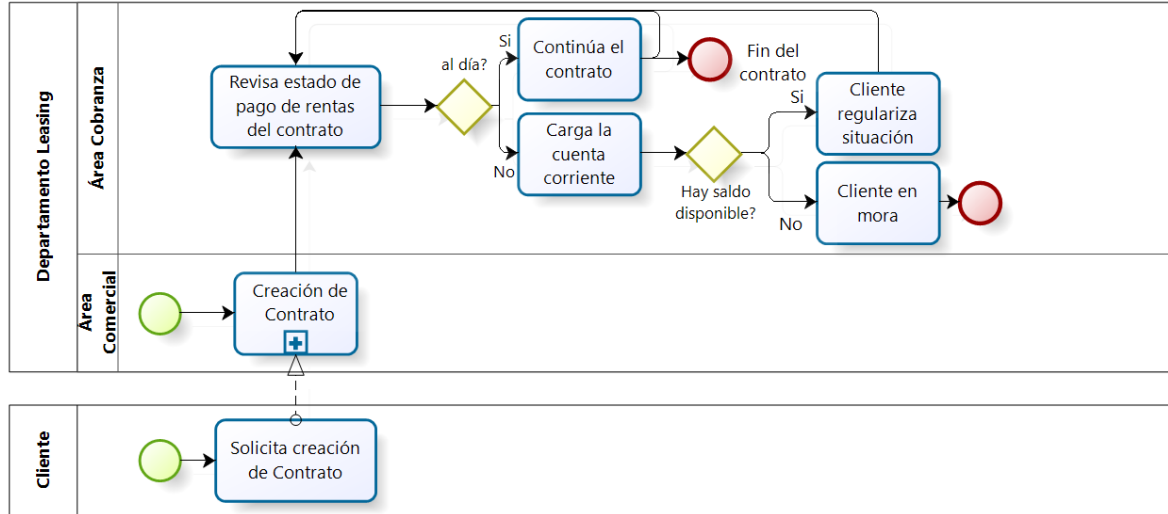 Departamento Leasing
Área Cobranza
Revisa estado de
pago de rentas
del contrato
al día?
Si
Continúa el
contrato
Fin del
contrato
No
Carga la
cuenta
corriente
Hay saldo
disponible?
Si
Cliente
regulariza
situación
No
Cliente en
mora
Área
Comercial
Creación de
Contrato
Cliente
Solicita creación
de Contrato